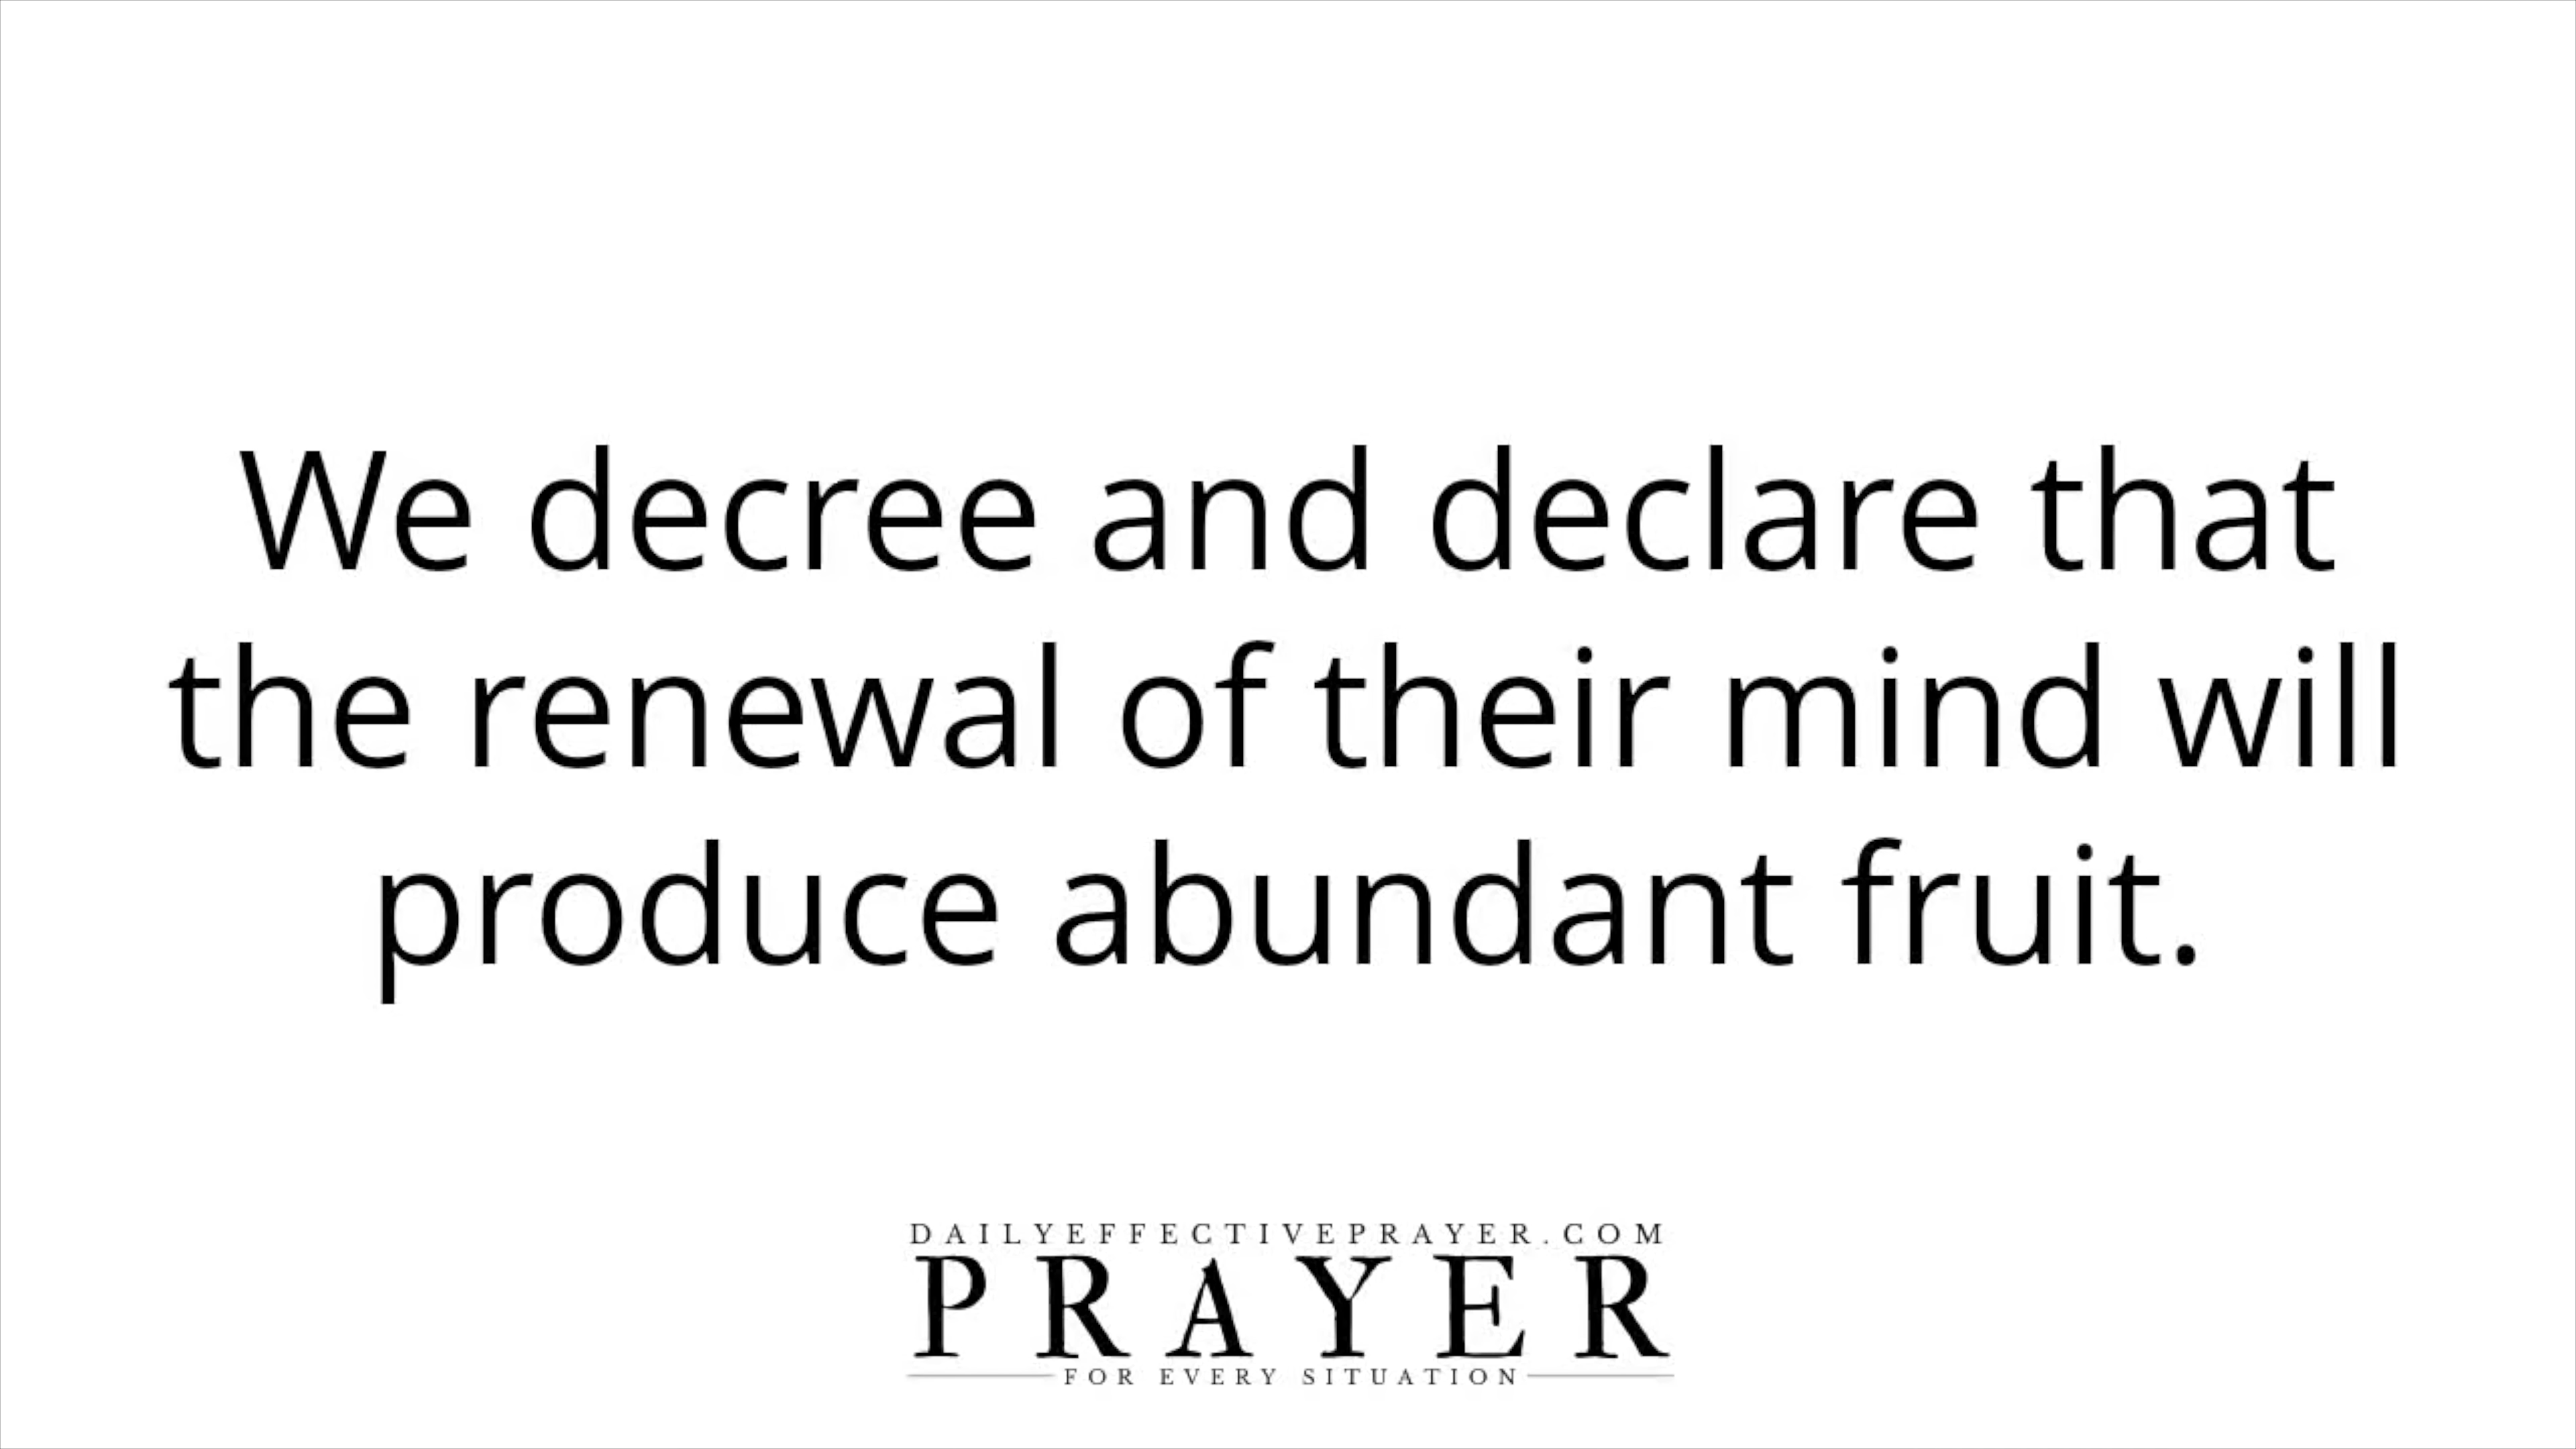 We decree and declare that
the renewal of their mind will
produce abundant fruit.
DAILYEFFECTIVEPRAYER.COM
PRAYER
FOR EVERY SITUATION